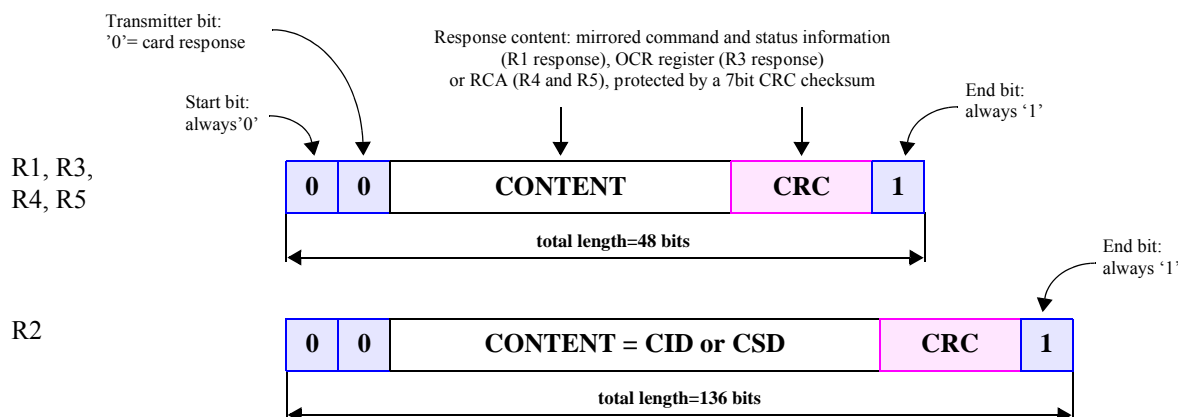 Transmitter bit:
’0’= card response
Response content: mirrored command and status information
(R1 response), OCR register (R3 response)
or RCA (R4 and R5), protected by a 7bit CRC checksum
Start bit:
always’0’
End bit:
always ‘1’
R1, R3,
R4, R5
0 0 CONTENT CRC 1
total length=48 bits
End bit:
always ‘1’
R2
0 0 CONTENT = CID or CSD CRC 1
total length=136 bits